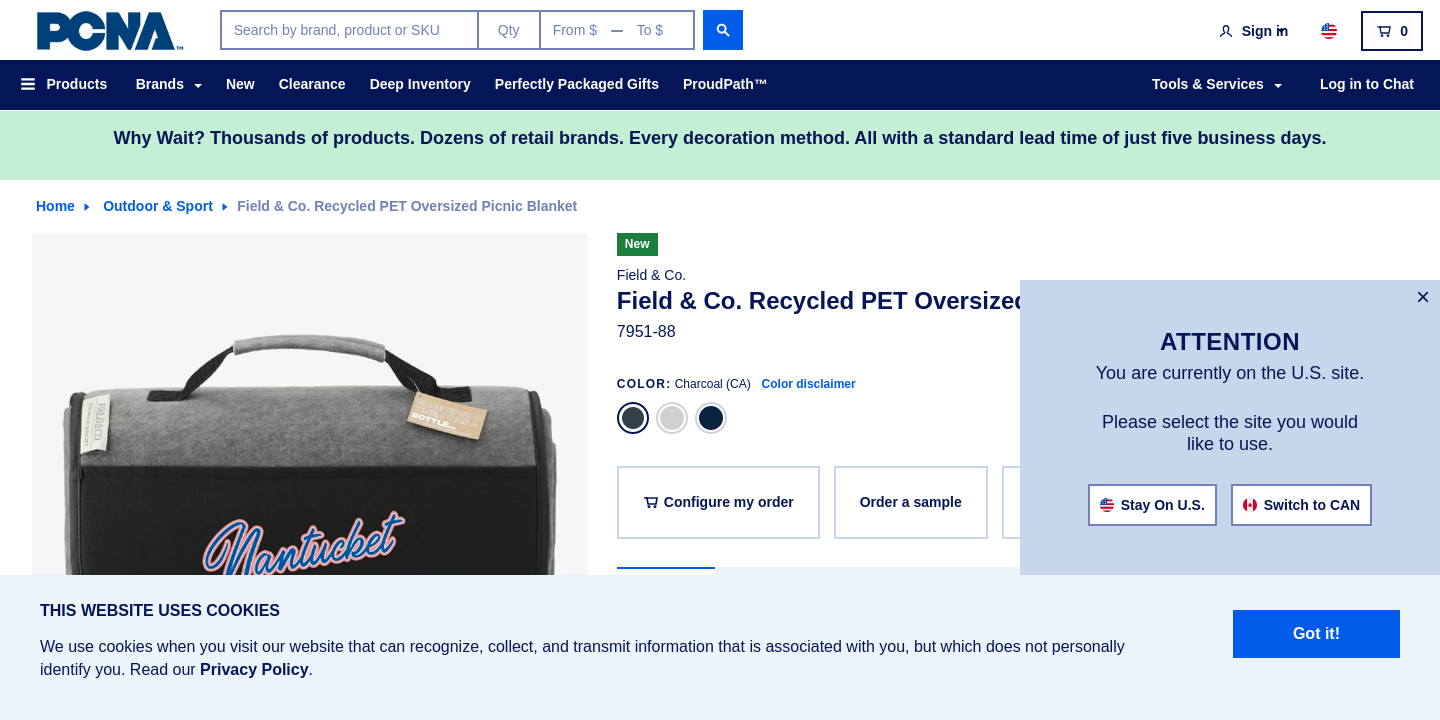 PCNA™
Search by brand, product or SKU
Qty
From $ — To $
Sign in
0
Products
Brands
New
Clearance
Deep Inventory
Perfectly Packaged Gifts
ProudPath™
Tools & Services
Log in to Chat
Why Wait? Thousands of products. Dozens of retail brands. Every decoration method. All with a standard lead time of just five business days.
Home
Outdoor & Sport
Field & Co. Recycled PET Oversized Picnic Blanket
New
Field & Co.
Field & Co. Recycled PET Oversized
7951-88
COLOR: Charcoal (CA) Color disclaimer
Configure my order
Order a sample
FIELD & CO.
BOTTLE...
Nantucket
×
ATTENTION
You are currently on the U.S. site.
Please select the site you would
like to use.
Stay On U.S.
Switch to CAN
THIS WEBSITE USES COOKIES
We use cookies when you visit our website that can recognize, collect, and transmit information that is associated with you, but which does not personally
identify you. Read our Privacy Policy.
Got it!